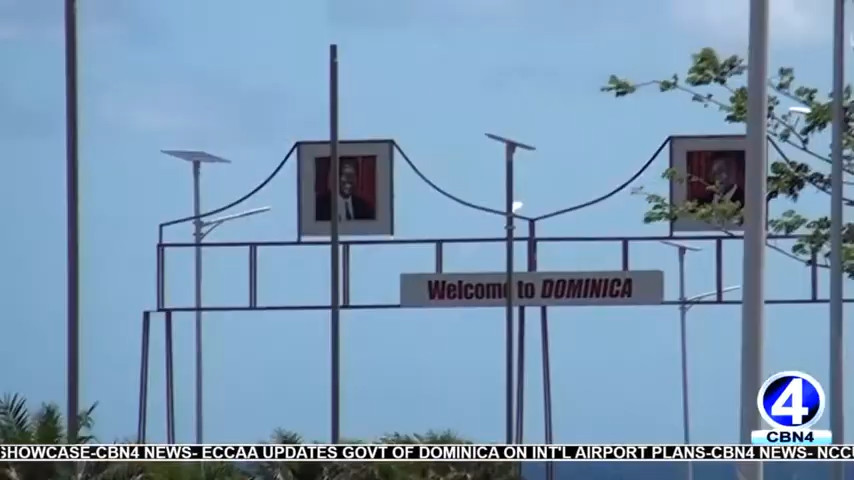 Welcome to DOMINICA
4
CBN4
SHOWCASE-CBN4 NEWS- ECCAA UPDATES GOVT OF DOMINICA ON INT'L AIRPORT PLANS-CBN4 NEWS- NCCU